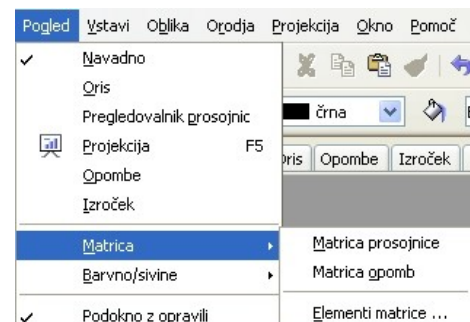 Pogled Vstavi Oblika Orodja Projekcija Okno Pomoč
Navadno
Oris
Pregledovalnik prosojnic
Projekcija F5
Opombe
Izroček
Matrica
Barvno/sivine
Podokno z opravili
črna
Oris Opombe Izroček
Matrica prosojnice
Matrica opomb
Elementi matrice ...